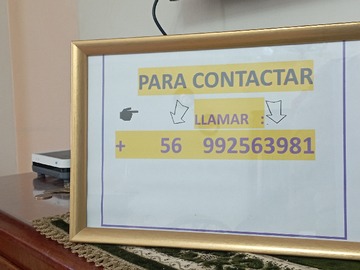 PARA CONTACTAR
LLAMAR :
+ 56 992563981